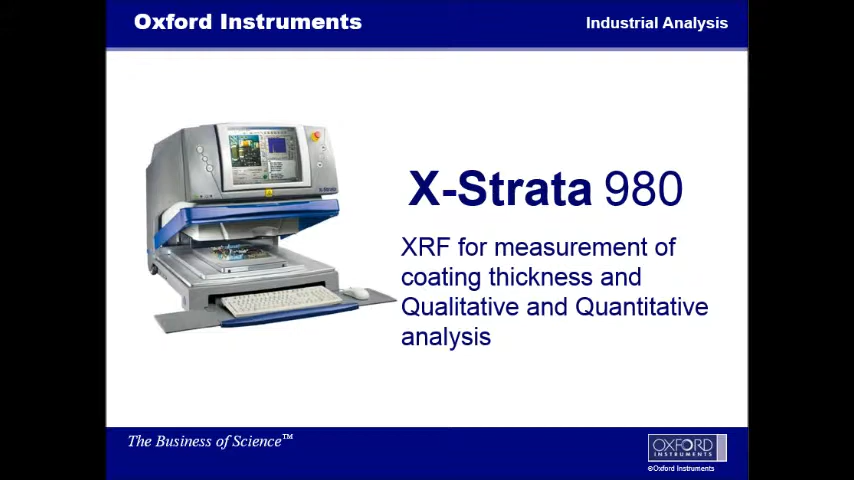 Oxford Instruments
Industrial Analysis
X-Strata
X-Strata 980
XRF for measurement of
coating thickness and
Qualitative and Quantitative
analysis
The Business of Science™
OXFORD
INSTRUMENTS
©Oxford Instruments